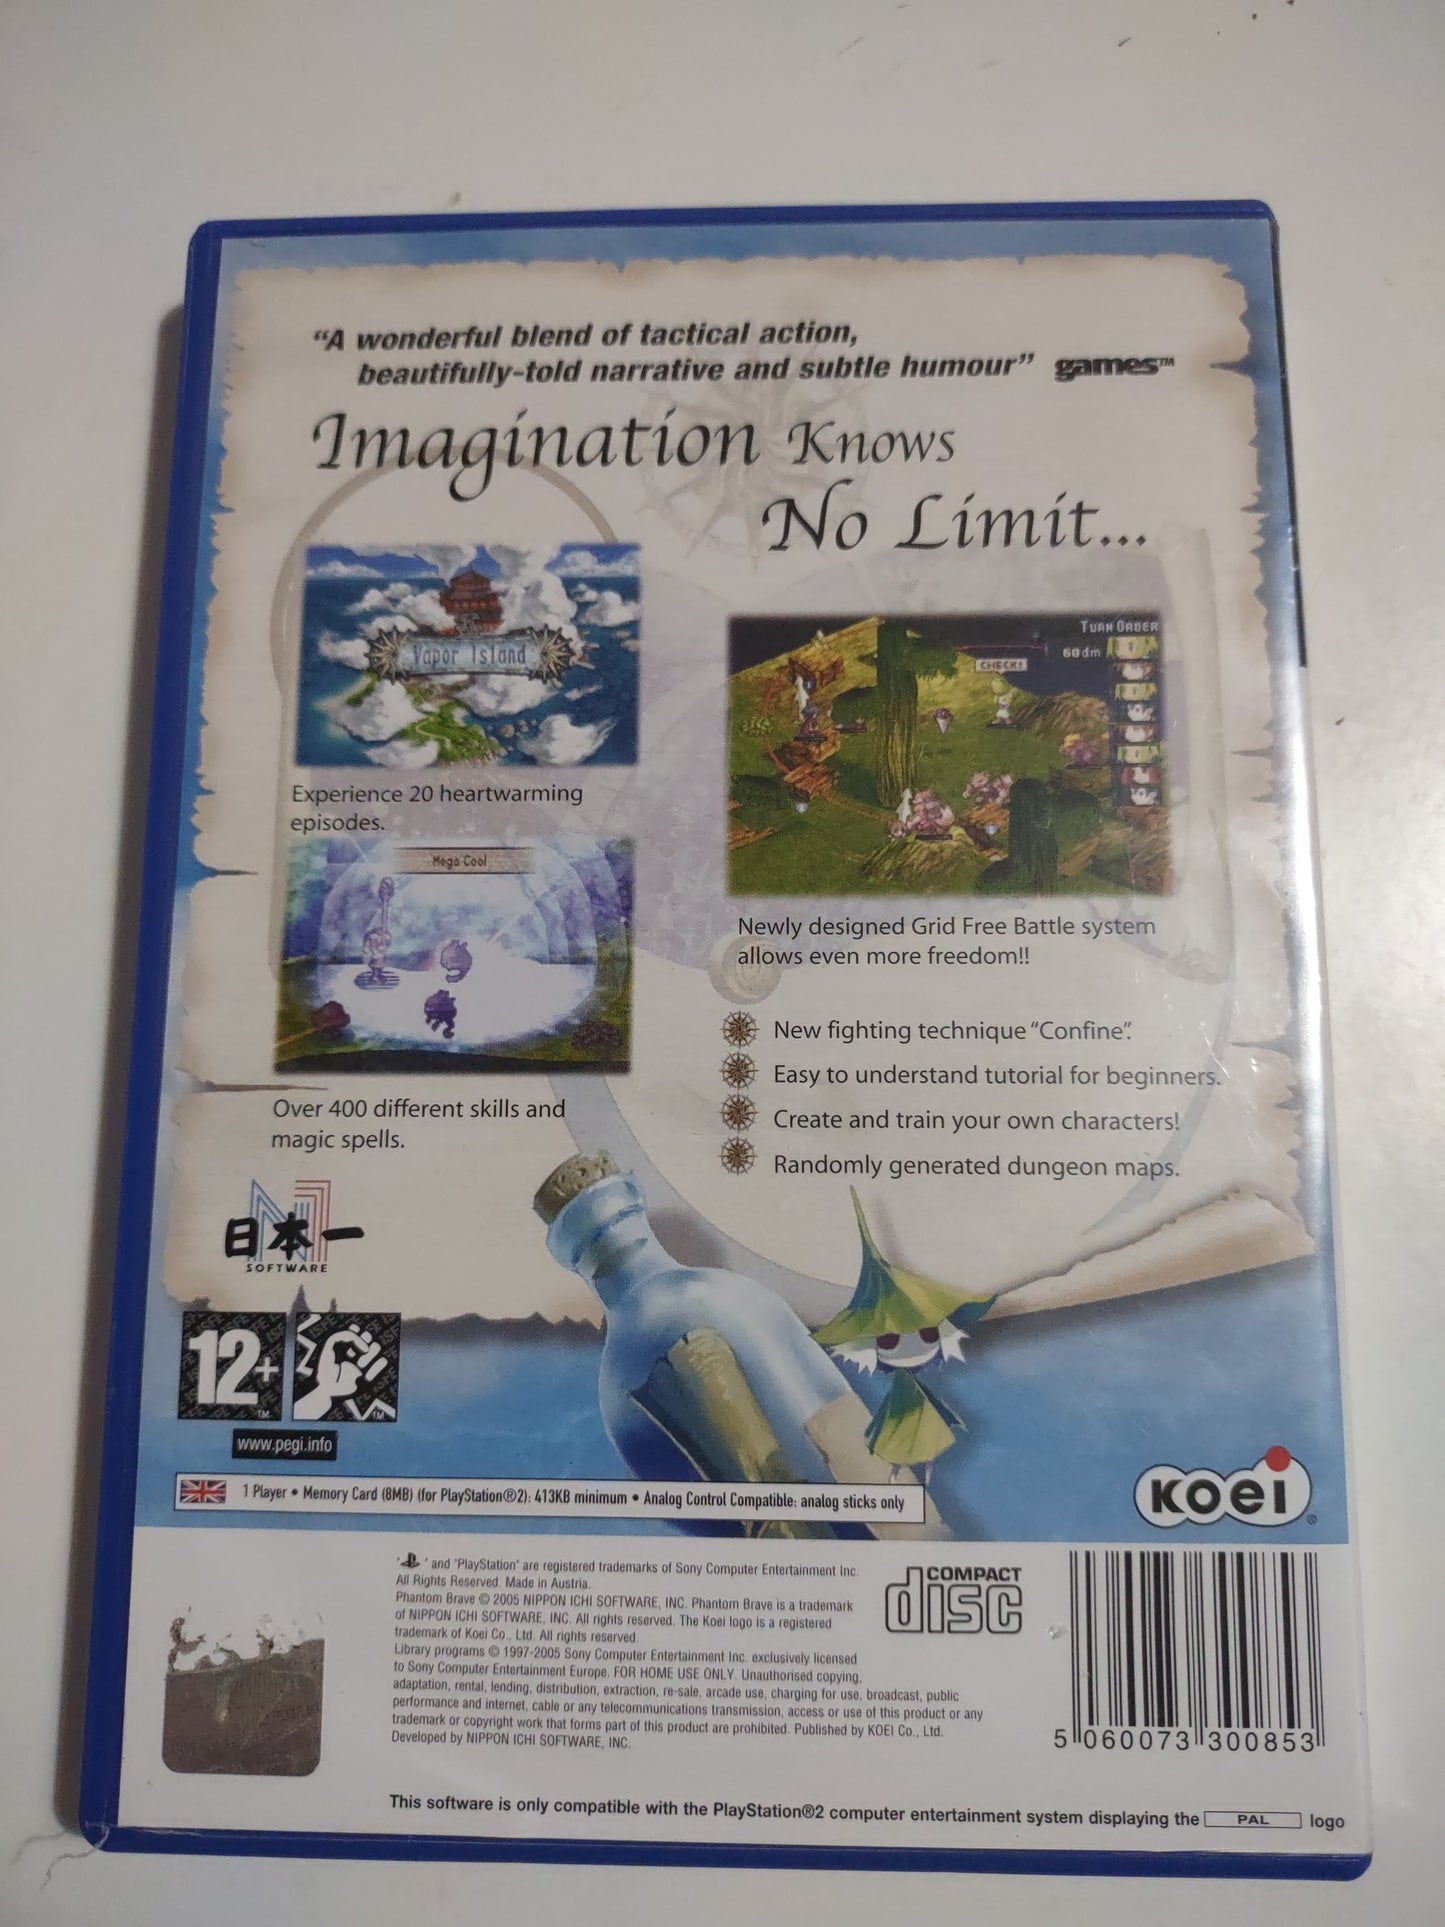 “A wonderful blend of tactical action,
beautifully-told narrative and subtle humour” games™
Imagination Knows
No Limit...
Vapor Island
TURN ORDER
60dm
CHECK!
Experience 20 heartwarming
episodes.
Mega Cool
Newly designed Grid Free Battle system
allows even more freedom!!
New fighting technique “Confine”.
Easy to understand tutorial for beginners.
Over 400 different skills and
magic spells.
Create and train your own characters!
Randomly generated dungeon maps.
日本一
SOFTWARE
12+
™
™
www.pegi.info
1 Player • Memory Card (8MB) (for PlayStation®2): 413KB minimum • Analog Control Compatible: analog sticks only
KOEI®
" " and "PlayStation" are registered trademarks of Sony Computer Entertainment Inc.
All Rights Reserved. Made in Austria.
Phantom Brave © 2005 NIPPON ICHI SOFTWARE, INC. Phantom Brave is a trademark
of NIPPON ICHI SOFTWARE, INC. All rights reserved. The Koei logo is a registered
trademark of Koei Co., Ltd. All rights reserved.
Library programs © 1997-2005 Sony Computer Entertainment Inc. exclusively licensed
to Sony Computer Entertainment Europe. FOR HOME USE ONLY. Unauthorised copying,
adaptation, rental, lending, distribution, extraction, re-sale, arcade use, charging for use, broadcast, public
performance and internet, cable or any telecommunications transmission, access or use of this product or any
trademark or copyright work that forms part of this product are prohibited. Published by KOEI Co., Ltd.
Developed by NIPPON ICHI SOFTWARE, INC.
COMPACT
disc
5 060073 300853
This software is only compatible with the PlayStation®2 computer entertainment system displaying the PAL logo